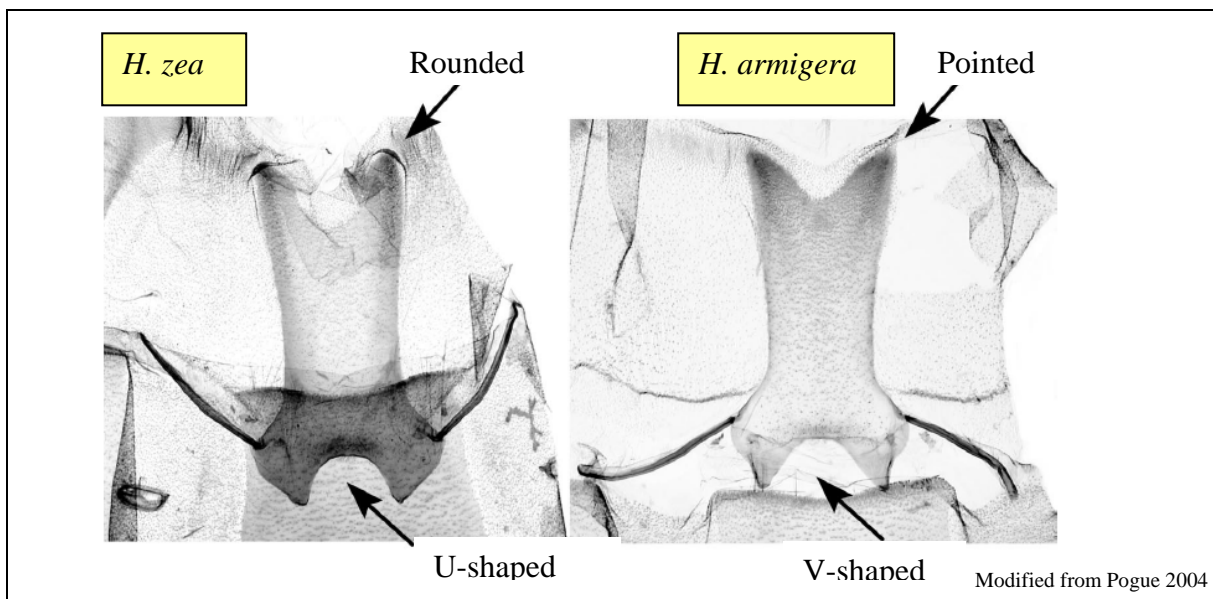 H. zea
Rounded
H. armigera
Pointed
U-shaped
V-shaped
Modified from Pogue 2004